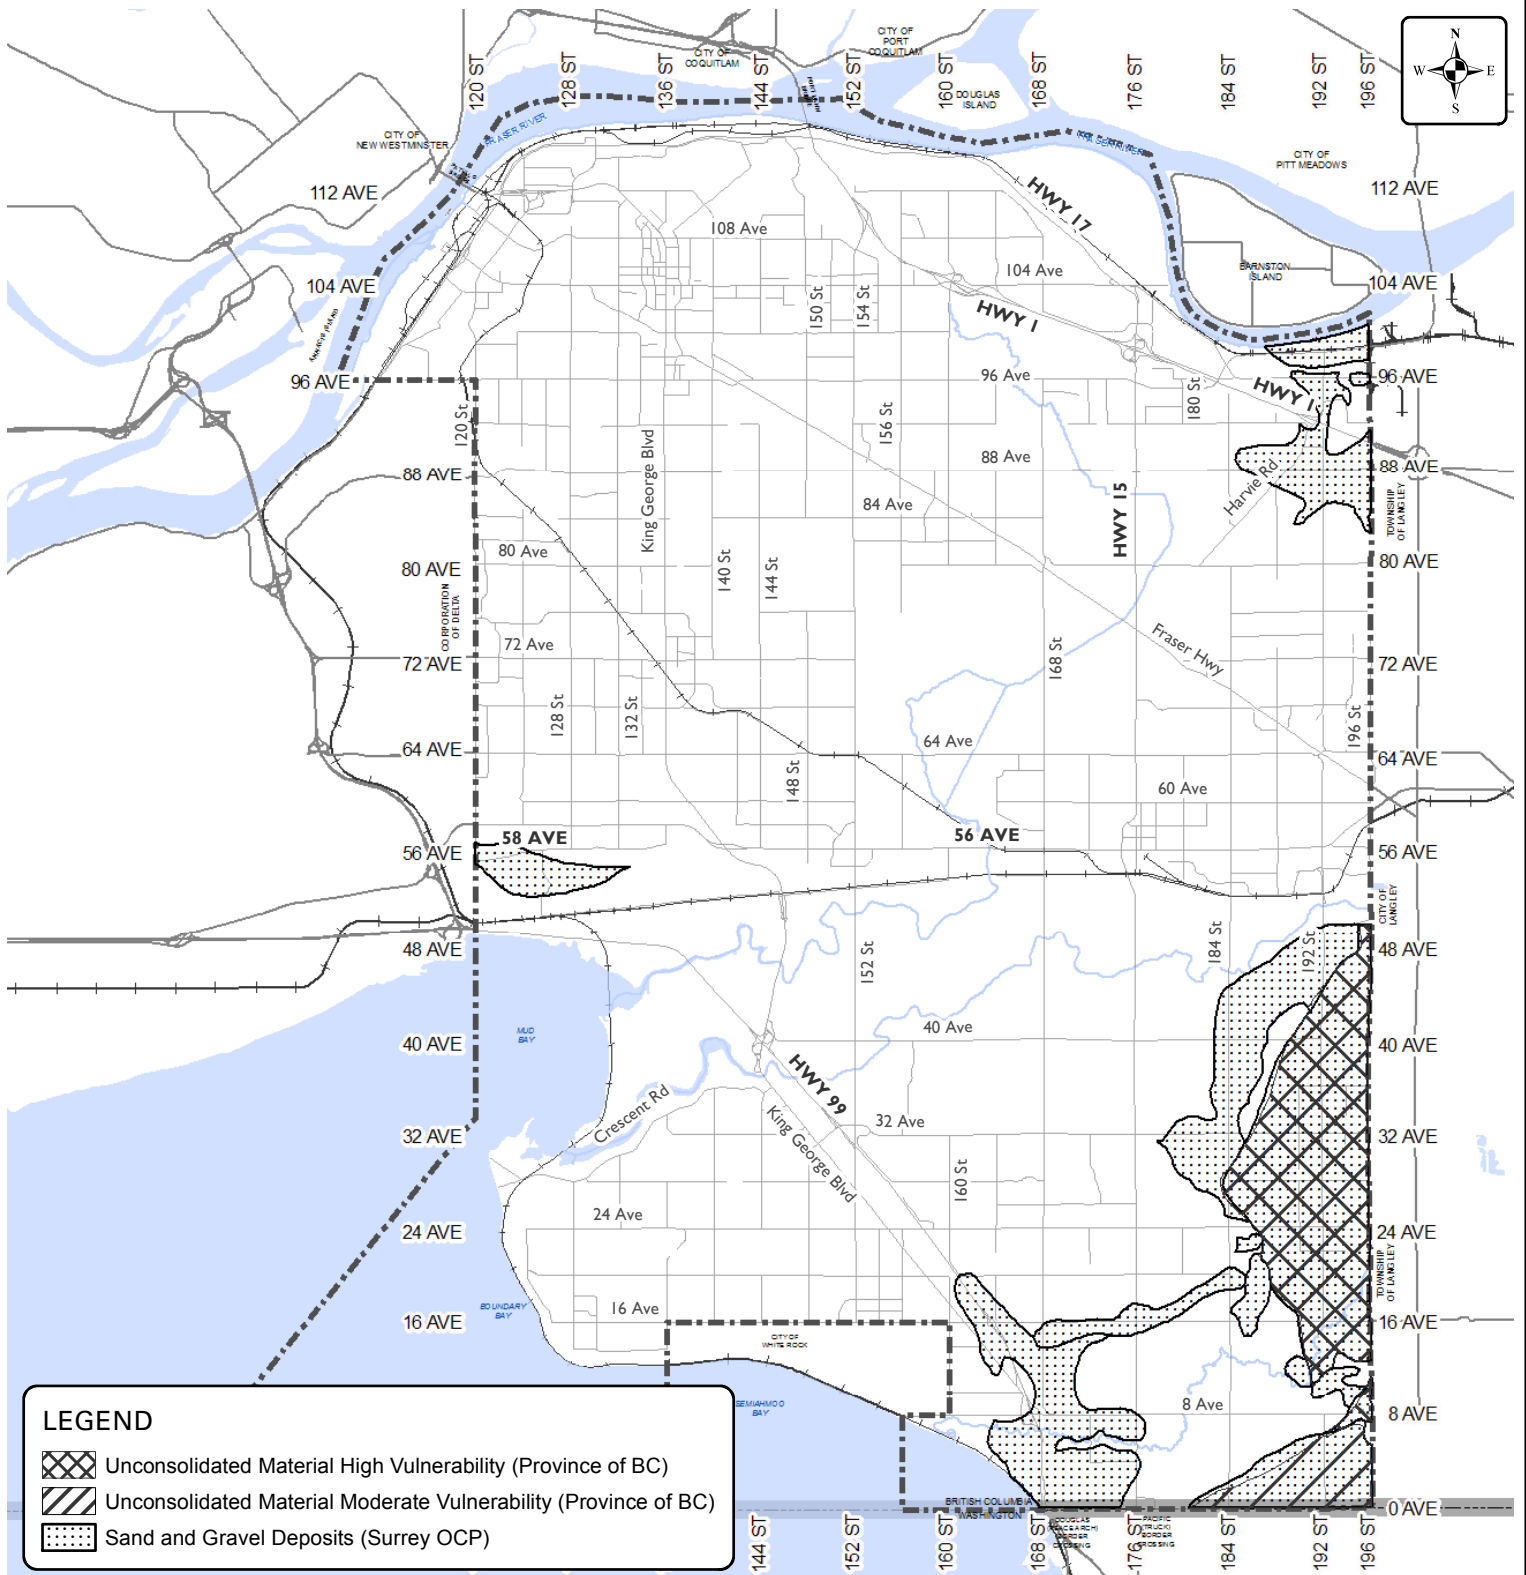 CITY OF
PORT
COQUITLAM
CITY OF
COQUITLAM
N
W
E
S
120 ST
128 ST
136 ST
144 ST
152 ST
160 ST
168 ST
176 ST
184 ST
192 ST
196 ST
DOUGLAS
ISLAND
FRASER RIVER
FRASER RIVER
CITY OF
NEW WESTMINSTER
CITY OF
PITT MEADOWS
112 AVE
112 AVE
HWY 17
108 Ave
104 Ave
BARNSTON
ISLAND
104 AVE
104 AVE
150 St
154 St
HWY 1
96 AVE
96 Ave
96 AVE
HWY 1
180 St
120 St
156 St
King George Blvd
88 AVE
88 Ave
88 AVE
Harvie Rd
84 Ave
HWY 15
TOWNSHIP
OF LANGLEY
80 Ave
80 AVE
80 AVE
140 St
144 St
CORPORATION
OF DELTA
72 Ave
72 AVE
72 AVE
Fraser Hwy
168 St
128 St
132 St
196 St
64 AVE
64 Ave
64 AVE
148 St
60 Ave
58 AVE
56 AVE
56 AVE
56 AVE
CITY OF
LANGLEY
48 AVE
48 AVE
152 St
184 St
192 St
MUD
BAY
40 AVE
40 Ave
40 AVE
HWY 99
Crescent Rd
King George Blvd
32 AVE
32 Ave
32 AVE
160 St
24 Ave
24 AVE
24 AVE
TOWNSHIP
OF LANGLEY
BOUNDARY
BAY
16 Ave
16 AVE
16 AVE
CITY OF
WHITE ROCK
SEMIAHMOO
BAY
8 Ave
8 AVE
LEGEND
Unconsolidated Material High Vulnerability (Province of BC)
Unconsolidated Material Moderate Vulnerability (Province of BC)
Sand and Gravel Deposits (Surrey OCP)
BRITISH COLUMBIA
WASHINGTON
0 AVE
DOUGLAS
(PEACE ARCH)
BORDER
CROSSING
PACIFIC
(TRUCK)
BORDER
CROSSING
144 ST
152 ST
160 ST
168 ST
176 ST
184 ST
192 ST
196 ST